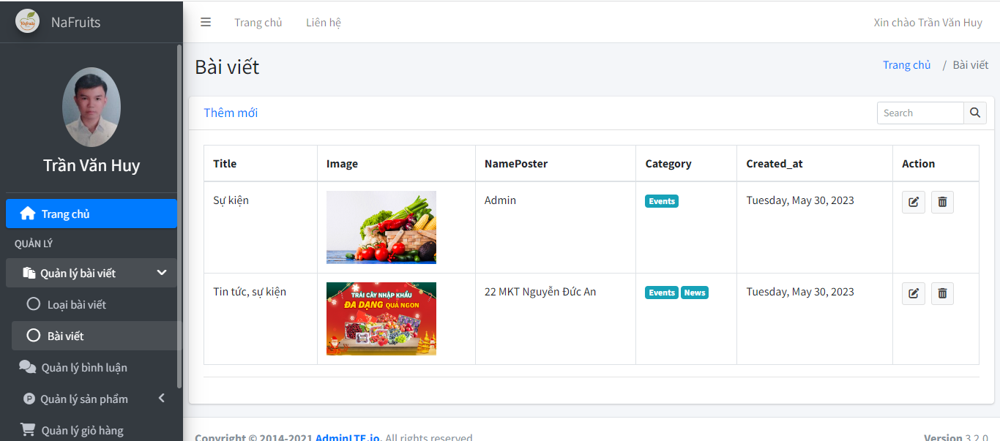 NaFruits
Trang chủ
Liên hệ
Xin chào Trần Văn Huy
Trần Văn Huy
Trang chủ
QUẢN LÝ
Quản lý bài viết
Loại bài viết
Bài viết
Quản lý bình luận
Quản lý sản phẩm
Quản lý giỏ hàng
Bài viết
Trang chủ / Bài viết
Thêm mới
Search
Title Image NamePoster Category Created_at Action
Sự kiện Admin Events Tuesday, May 30, 2023
Tin tức, sự kiện 22 MKT Nguyễn Đức An Events News Tuesday, May 30, 2023
TRÁI CÂY NHẬP KHẨU
ĐA DẠNG QUẢ NGON
Copyright © 2014-2021 AdminLTE.io. All rights reserved.
Version 3.2.0